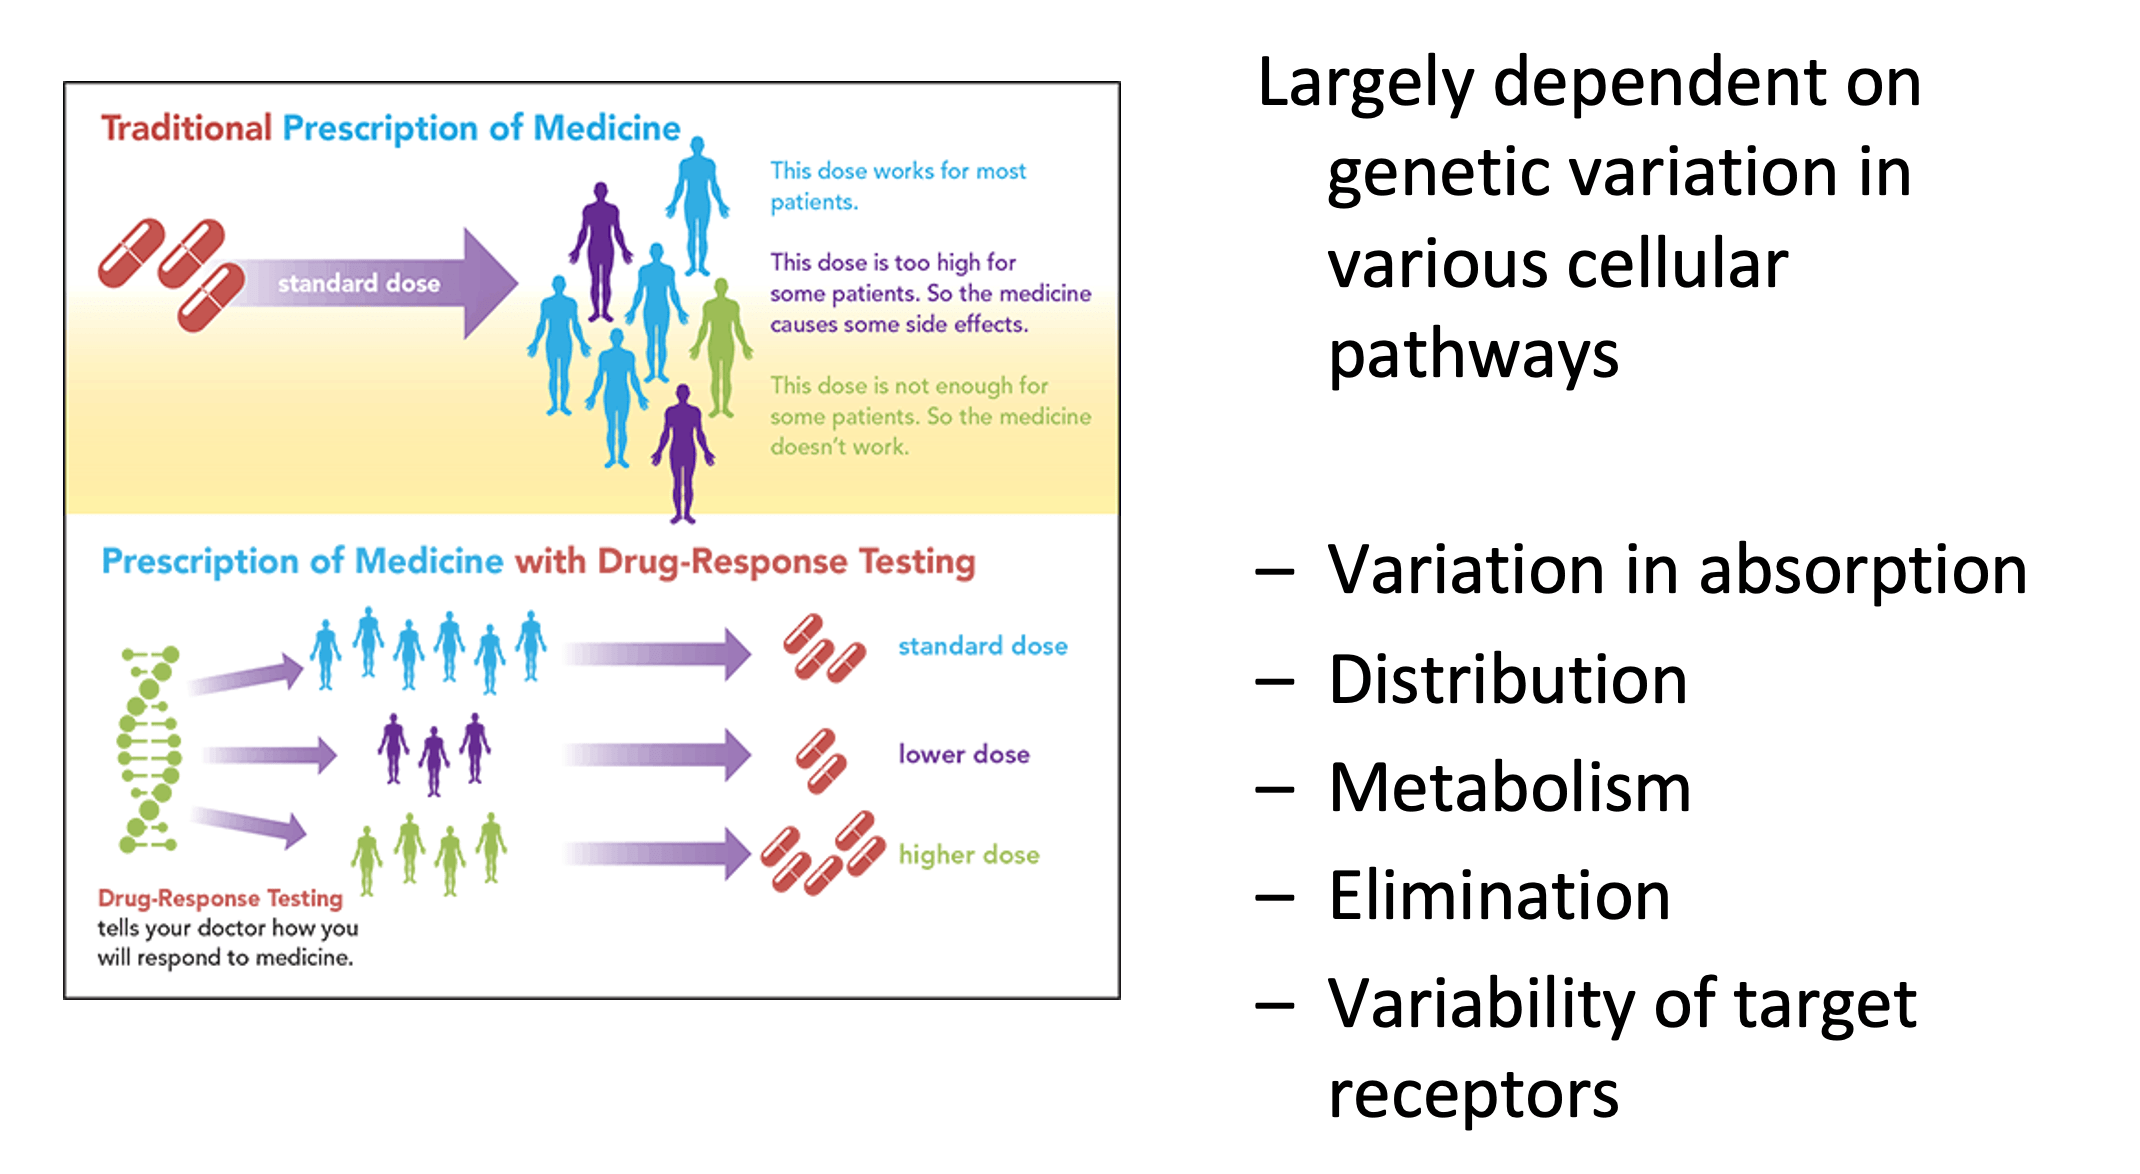 Traditional Prescription of Medicine
standard dose
This dose works for most
patients.
This dose is too high for
some patients. So the medicine
causes some side effects.
This dose is not enough for
some patients. So the medicine
doesn't work.
Prescription of Medicine with Drug-Response Testing
standard dose
lower dose
higher dose
Drug-Response Testing
tells your doctor how you
will respond to medicine.
Largely dependent on
genetic variation in
various cellular
pathways
– Variation in absorption
– Distribution
– Metabolism
– Elimination
– Variability of target
receptors